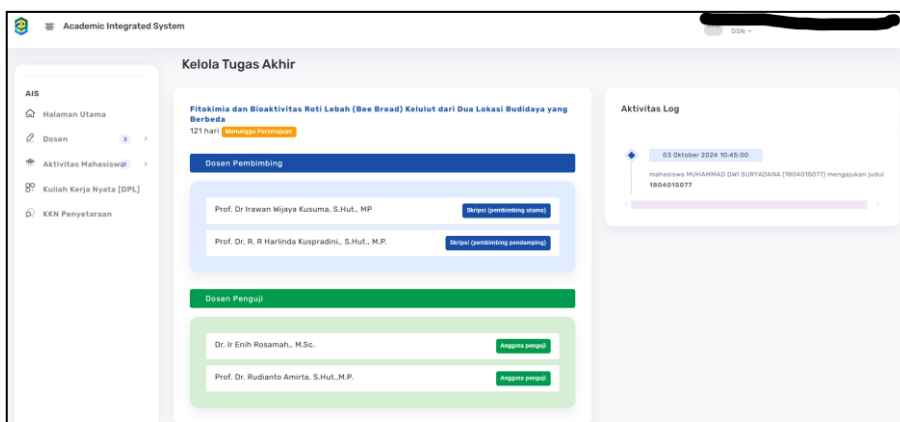 Academic Integrated System
DSN
Kelola Tugas Akhir
AIS
Halaman Utama
Dosen 3
Aktivitas Mahasiswa
Kuliah Kerja Nyata [DPL]
KKN Penyetaraan
Fitokimia dan Bioaktivitas Roti Lebah (Bee Bread) Kelulut dari Dua Lokasi Budidaya yang
Berbeda
121 hari Menunggu Persetujuan
Dosen Pembimbing
Prof. Dr Irawan Wijaya Kusuma, S.Hut., MP Skripsi (pembimbing utama)
Prof. Dr. R. R Harlinda Kuspradini,. S.Hut., M.P. Skripsi (pembimbing pendamping)
Dosen Penguji
Dr. Ir Enih Rosamah,. M.Sc. Anggota penguji
Prof. Dr. Rudianto Amirta, S.Hut.,M.P. Anggota penguji
Aktivitas Log
03 Oktober 2024 10:45:00
mahasiswa MUHAMMAD DWI SURYADANA (1804015077) mengajukan judul
1804015077